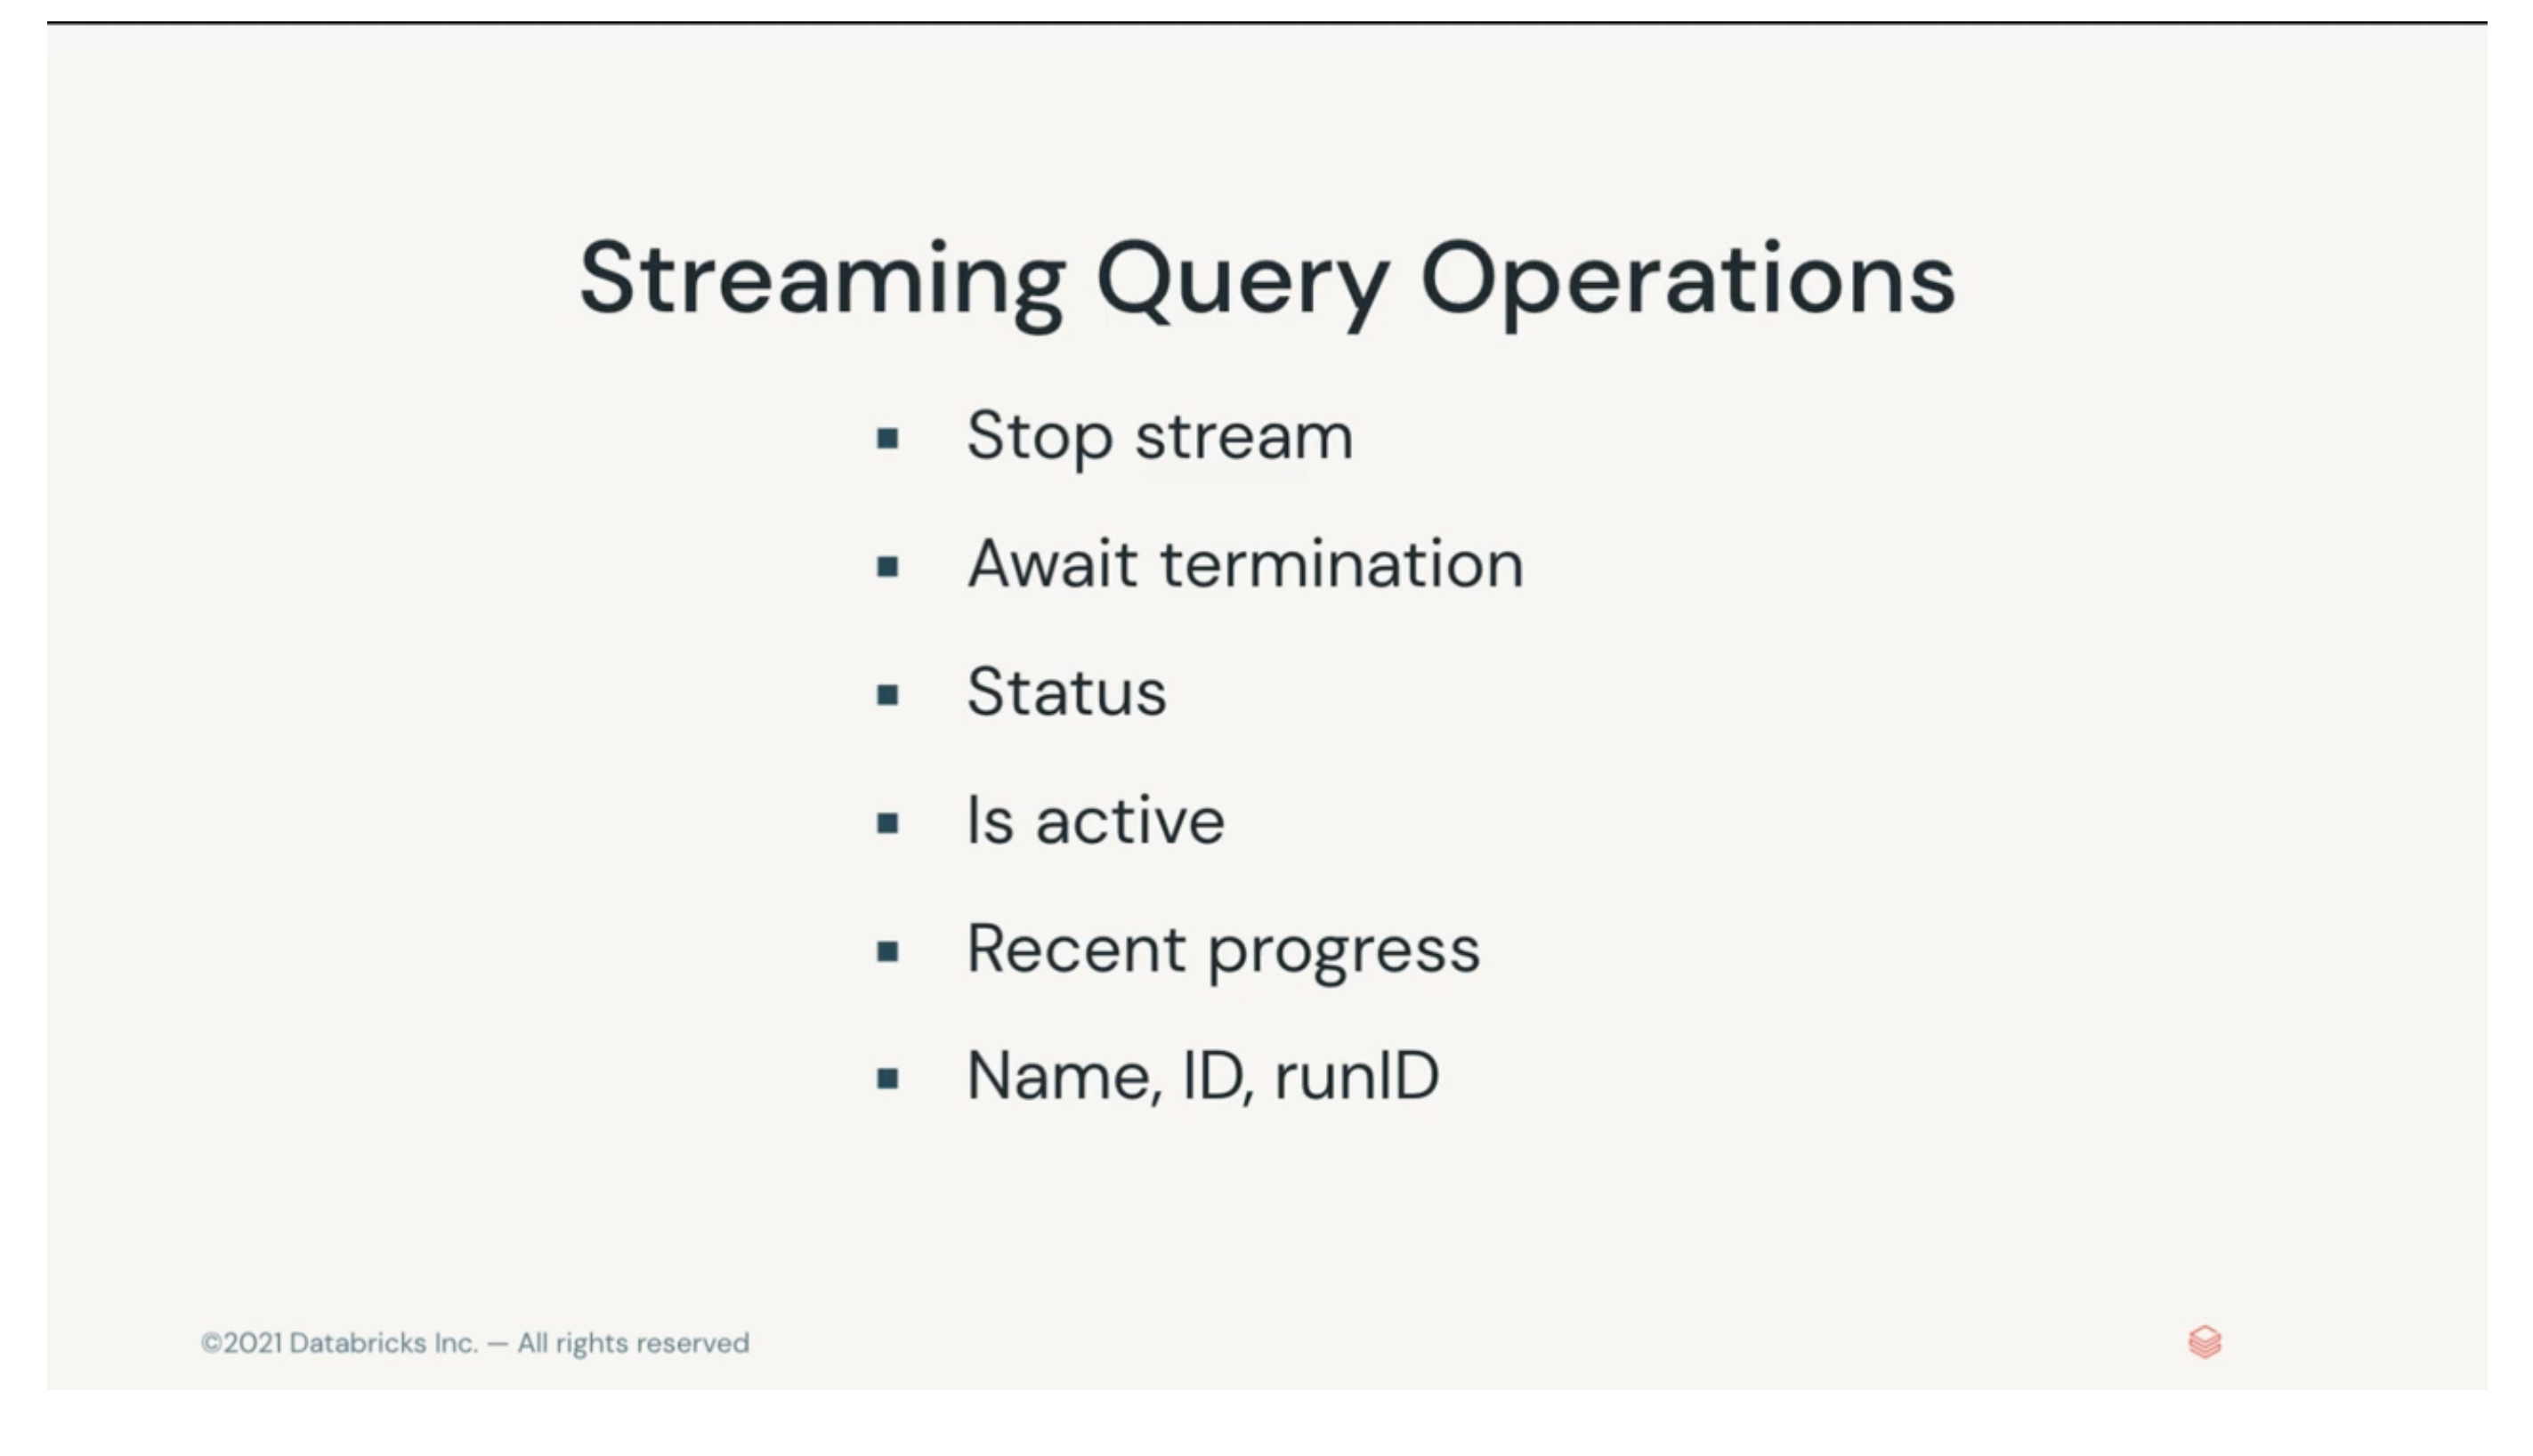 Streaming Query Operations
▪ Stop stream
▪ Await termination
▪ Status
▪ Is active
▪ Recent progress
▪ Name, ID, runID
©2021 Databricks Inc. — All rights reserved